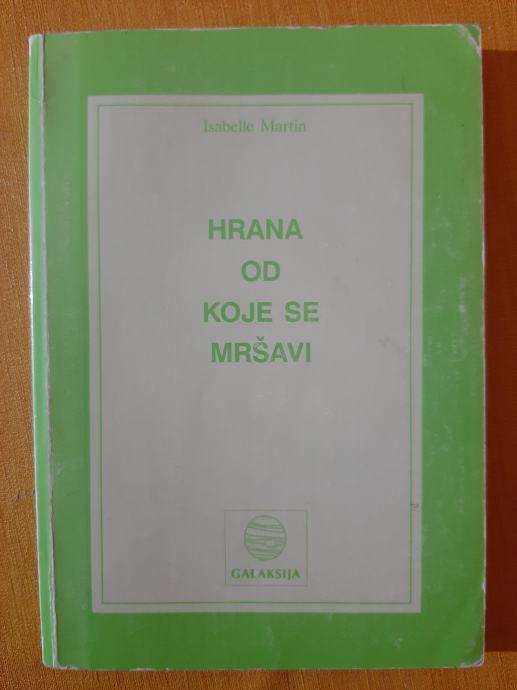 Isabelle Martin
HRANA
OD
KOJE SE
MRŠAVI
GALAKSIJA